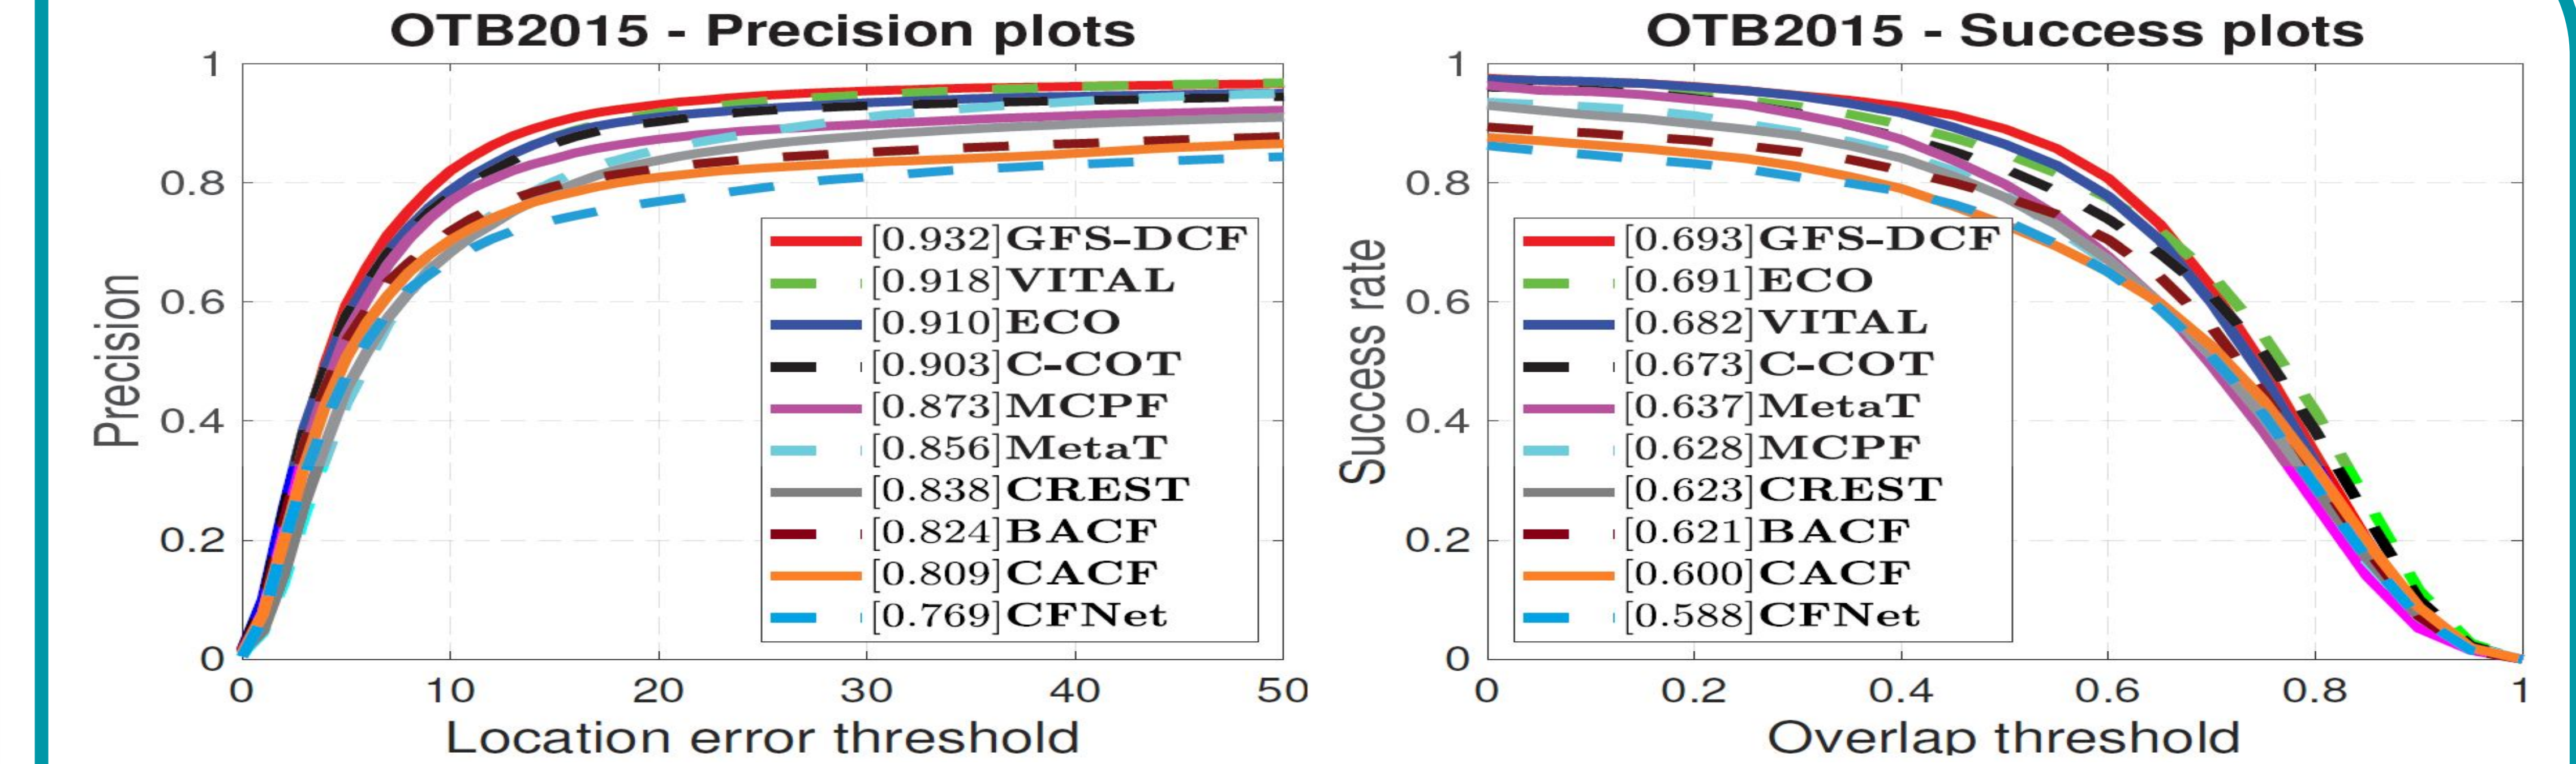 OTB2015 - Precision plots
1
0.8
0.6
0.4
0.2
0
Precision
[0.932]GFS-DCF
[0.918]VITAL
[0.910]ECO
[0.903]C-COT
[0.873]MCPF
[0.856]MetaT
[0.838]CREST
[0.824]BACF
[0.809]CACF
[0.769]CFNet
0 10 20 30 40 50
Location error threshold
OTB2015 - Success plots
1
0.8
0.6
0.4
0.2
0
Success rate
[0.693]GFS-DCF
[0.691]ECO
[0.682]VITAL
[0.673]C-COT
[0.637]MetaT
[0.628]MCPF
[0.623]CREST
[0.621]BACF
[0.600]CACF
[0.588]CFNet
0 0.2 0.4 0.6 0.8 1
Overlap threshold